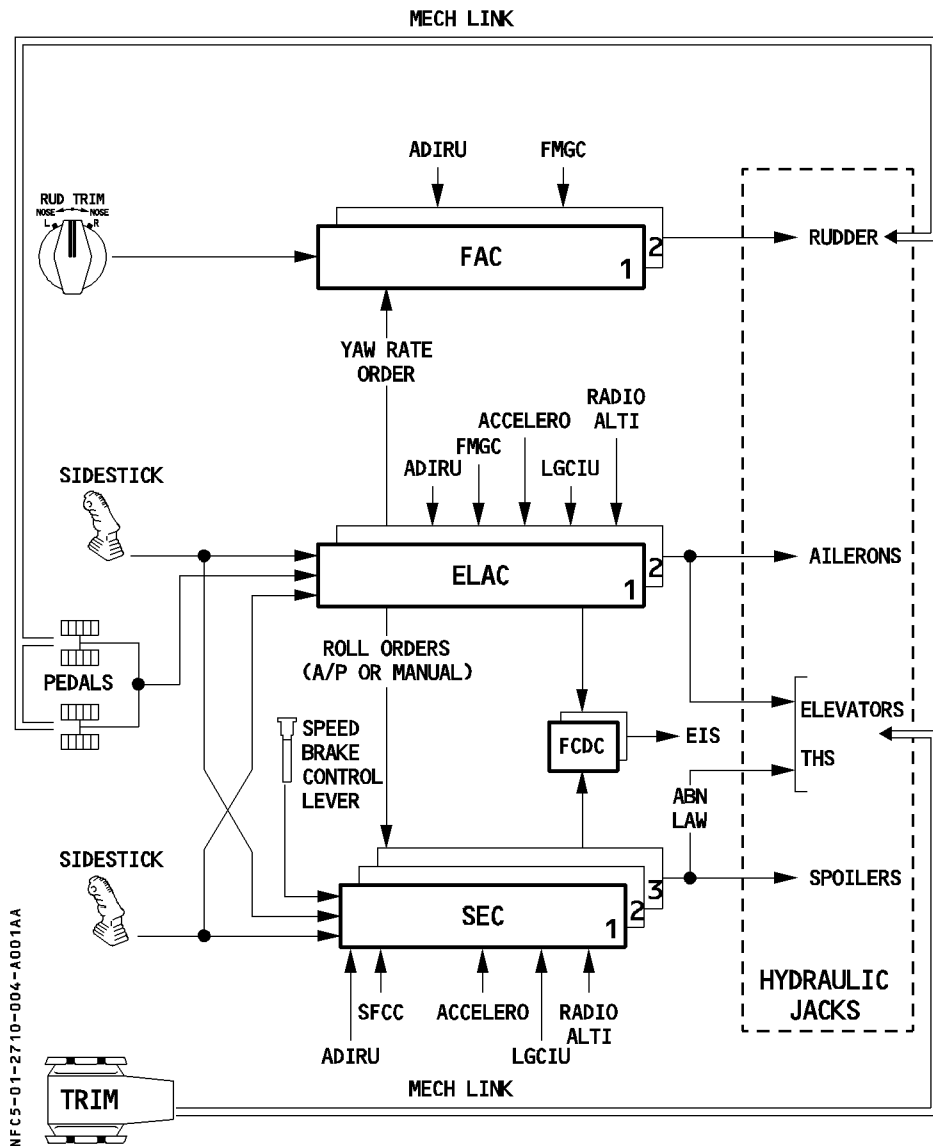 MECH LINK
ADIRU
FMGC
RUD TRIM
NOSE NOSE
L R
RUDDER
FAC
1
2
YAW RATE
ORDER
RADIO
ALTI
ACCELERO
FMGC
ADIRU
LGCIU
SIDESTICK
ELAC
1
2
AILERONS
ROLL ORDERS
(A/P OR MANUAL)
PEDALS
SPEED
BRAKE
CONTROL
LEVER
FCDC
EIS
ELEVATORS
THS
ABN
LAW
SIDESTICK
SEC
1
2
3
SPOILERS
HYDRAULIC
JACKS
SFCC
ACCELERO
RADIO
ALTI
ADIRU
LGCIU
TRIM
MECH LINK
NFC5-01-2710-004-A001AA